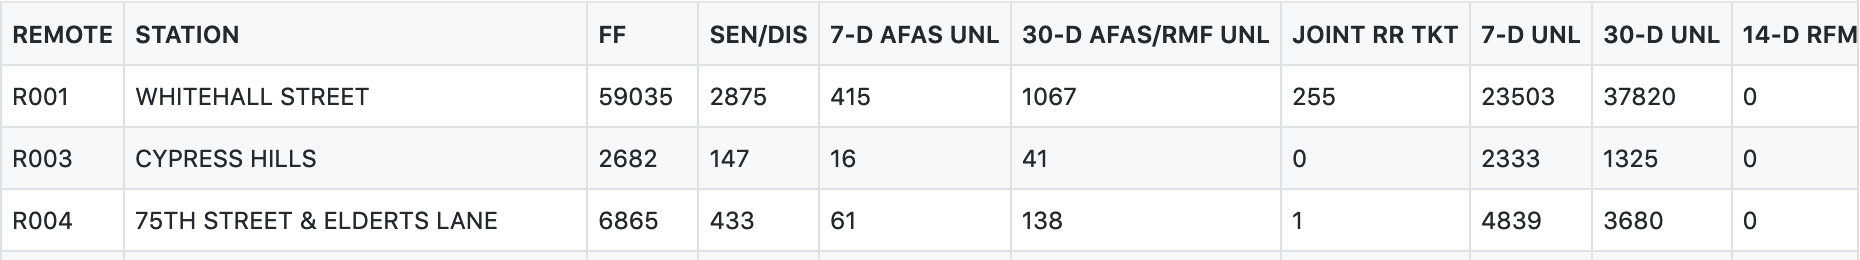 REMOTE STATION FF SEN/DIS 7-D AFAS UNL 30-D AFAS/RMF UNL JOINT RR TKT 7-D UNL 30-D UNL 14-D RFM
R001 WHITEHALL STREET 59035 2875 415 1067 255 23503 37820 0
R003 CYPRESS HILLS 2682 147 16 41 0 2333 1325 0
R004 75TH STREET & ELDERTS LANE 6865 433 61 138 1 4839 3680 0